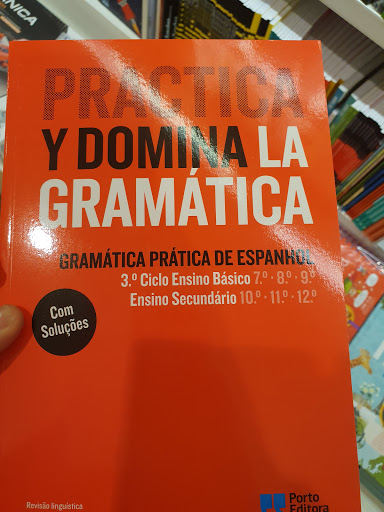 PRACTICA
Y DOMINA LA
GRAMÁTICA
GRAMÁTICA PRÁTICA DE ESPANHOL
3.º Ciclo Ensino Básico 7.º · 8.º · 9.º
Ensino Secundário 10.º · 11.º · 12.º
Com
Soluções
Revisão linguística
Porto
Editora